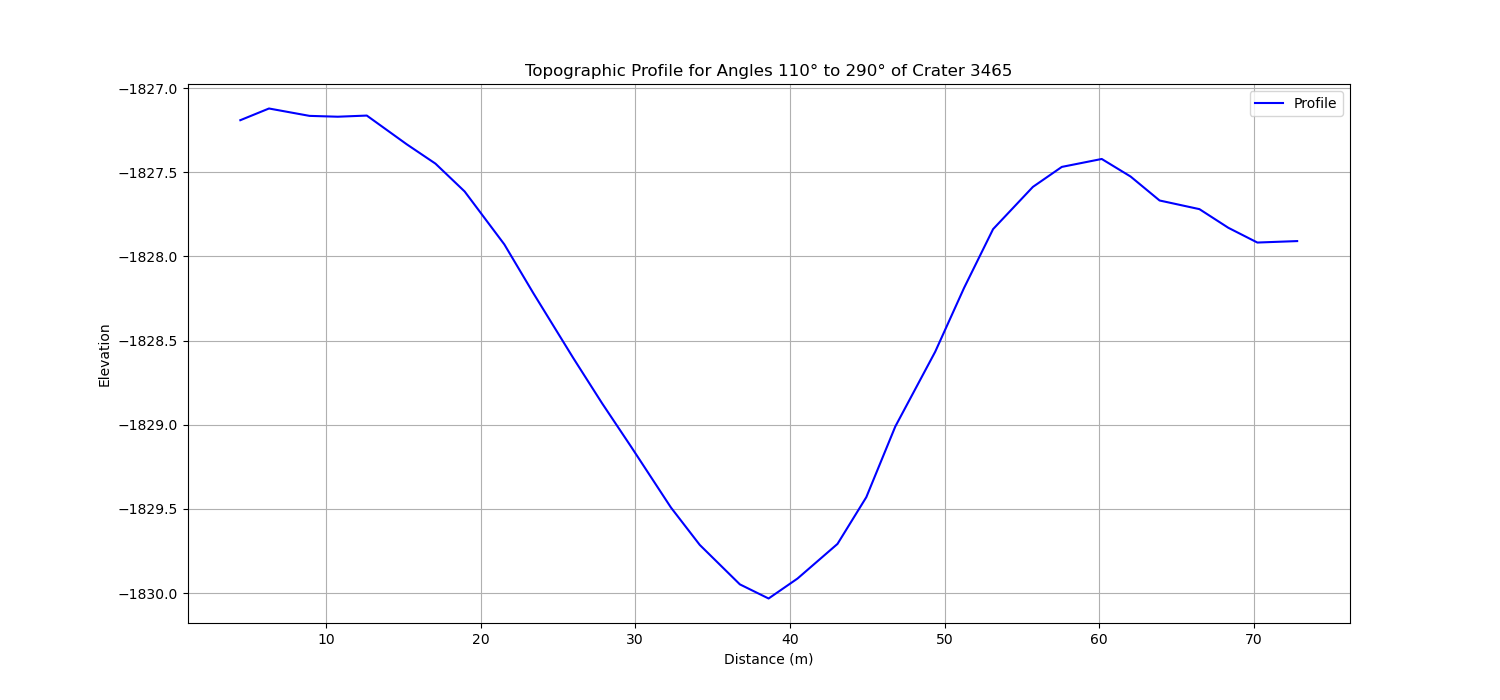 Topographic Profile for Angles 110° to 290° of Crater 3465
Profile
Elevation
−1827.0
−1827.5
−1828.0
−1828.5
−1829.0
−1829.5
−1830.0
10 20 30 40 50 60 70
Distance (m)